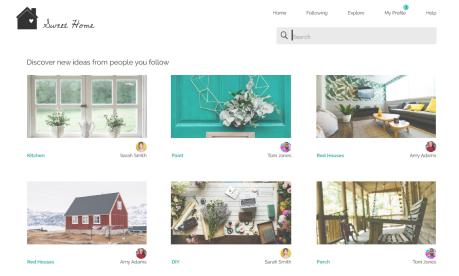 Sweet Home
Home Following Explore My Profile Help
Search
Discover new ideas from people you follow
Kitchen Sarah Smith
Paint Tom Jones
Red Houses Amy Adams
Red Houses Amy Adams
DIY Sarah Smith
Porch Tom Jones